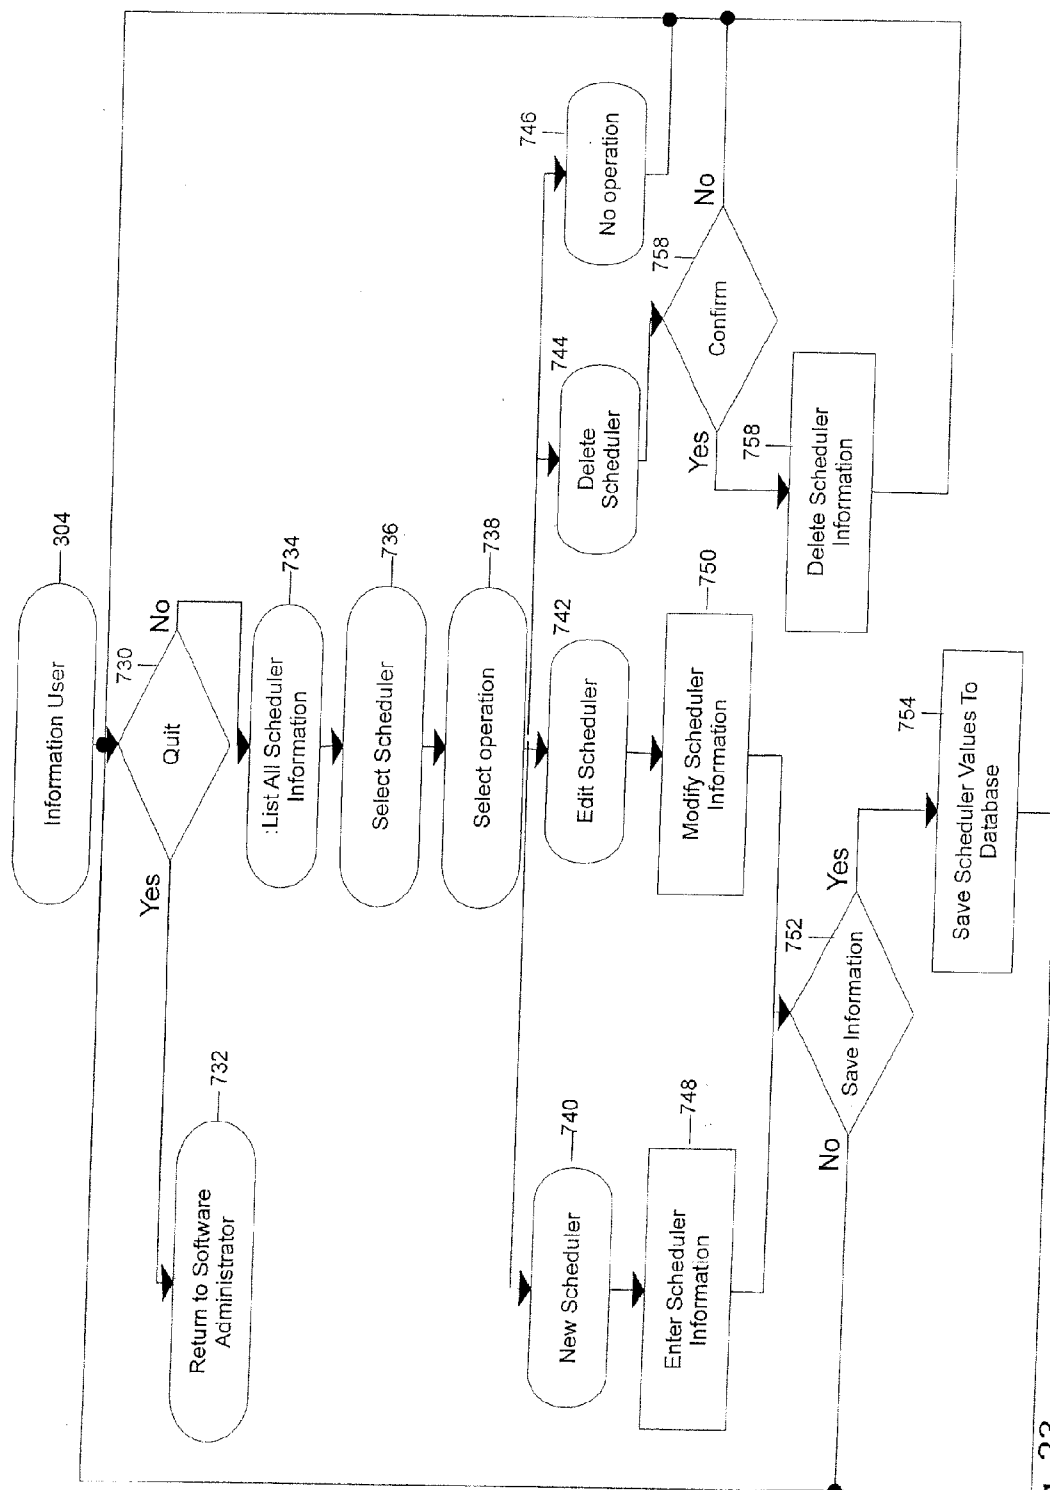 Information User
304
730
Quit
No
Yes
Return to Software
Administrator
732
:List All Scheduler
Information
734
Select Scheduler
736
Select operation
738
New Scheduler
740
Edit Scheduler
742
Delete
Scheduler
744
No operation
746
Enter Scheduler
Information
748
Modify Scheduler
Information
750
Confirm
758
No
Yes
Delete Scheduler
Information
758
Save Information
752
No
Yes
Save Scheduler Values To
Database
754
33